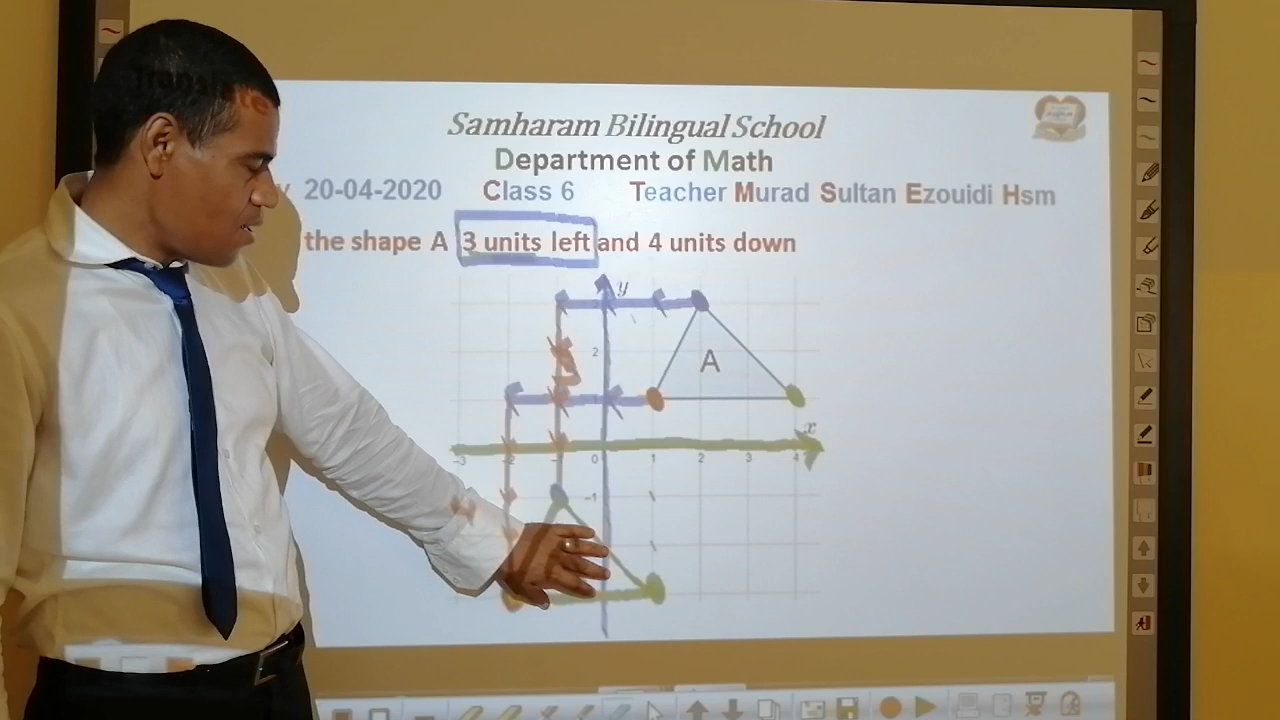 Transl
Samharam Bilingual School
Department of Math
20-04-2020 Class 6 Teacher Murad Sultan Ezouidi Hsm
the shape A 3 units left and 4 units down
y
2
A
x
-3 -2 0 1 2 3 4
-1